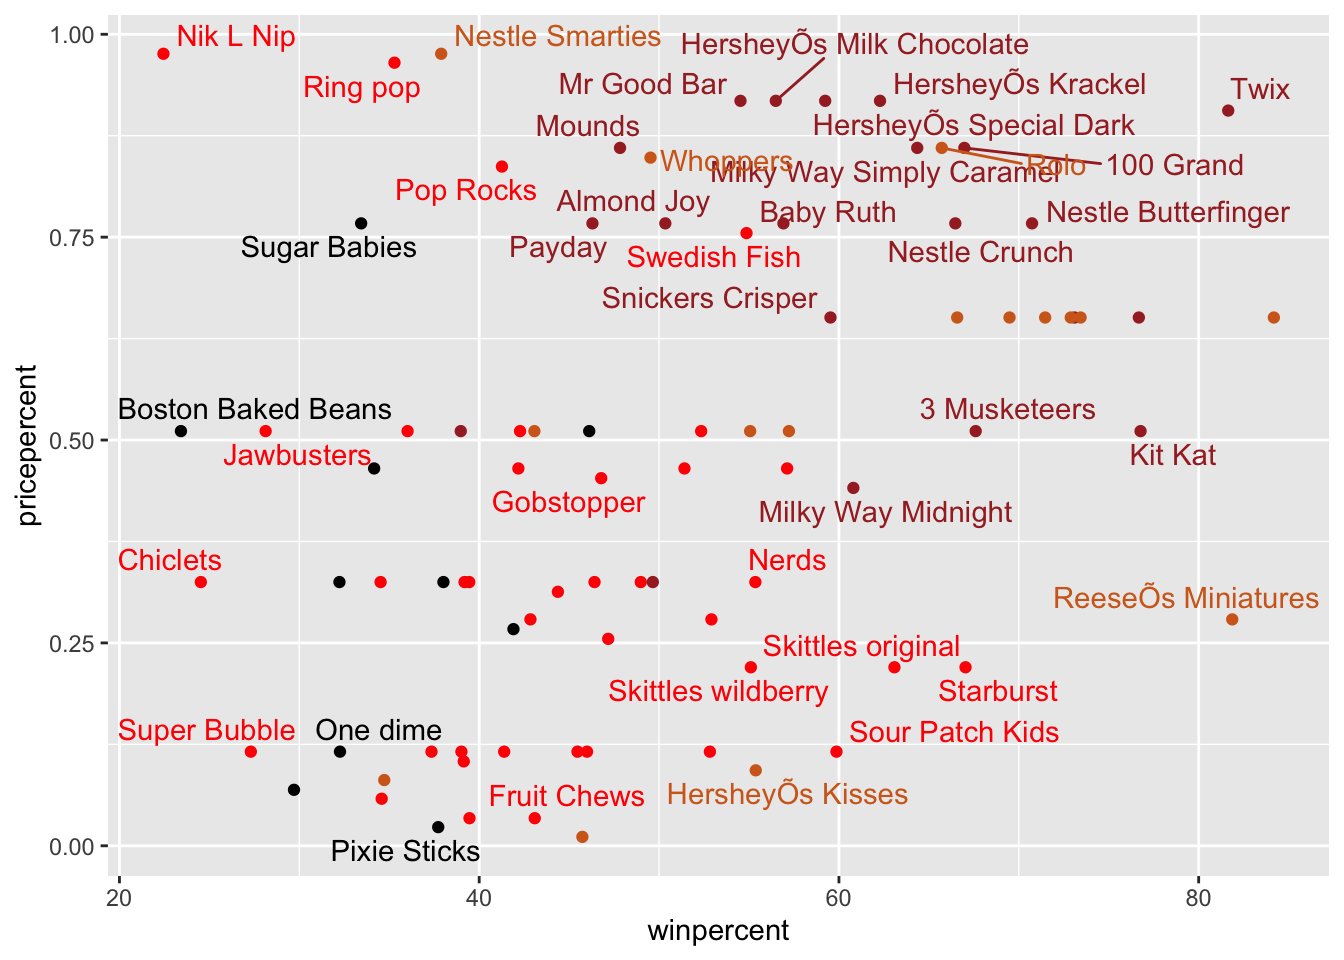 1.00
Nik L Nip
Nestle Smarties
HersheyÕs Milk Chocolate
Ring pop
Mr Good Bar
HersheyÕs Krackel
Twix
Mounds
HersheyÕs Special Dark
Whoppers
Milky Way Simply Caramel
Rolo
100 Grand
Pop Rocks
Almond Joy
Baby Ruth
Nestle Butterfinger
0.75
Sugar Babies
Payday
Swedish Fish
Nestle Crunch
Snickers Crisper
pricepercent
Boston Baked Beans
3 Musketeers
0.50
Jawbusters
Kit Kat
Gobstopper
Milky Way Midnight
Chiclets
Nerds
ReeseÕs Miniatures
0.25
Skittles original
Skittles wildberry
Starburst
Super Bubble
One dime
Sour Patch Kids
Fruit Chews
HersheyÕs Kisses
0.00
Pixie Sticks
20
40
60
80
winpercent